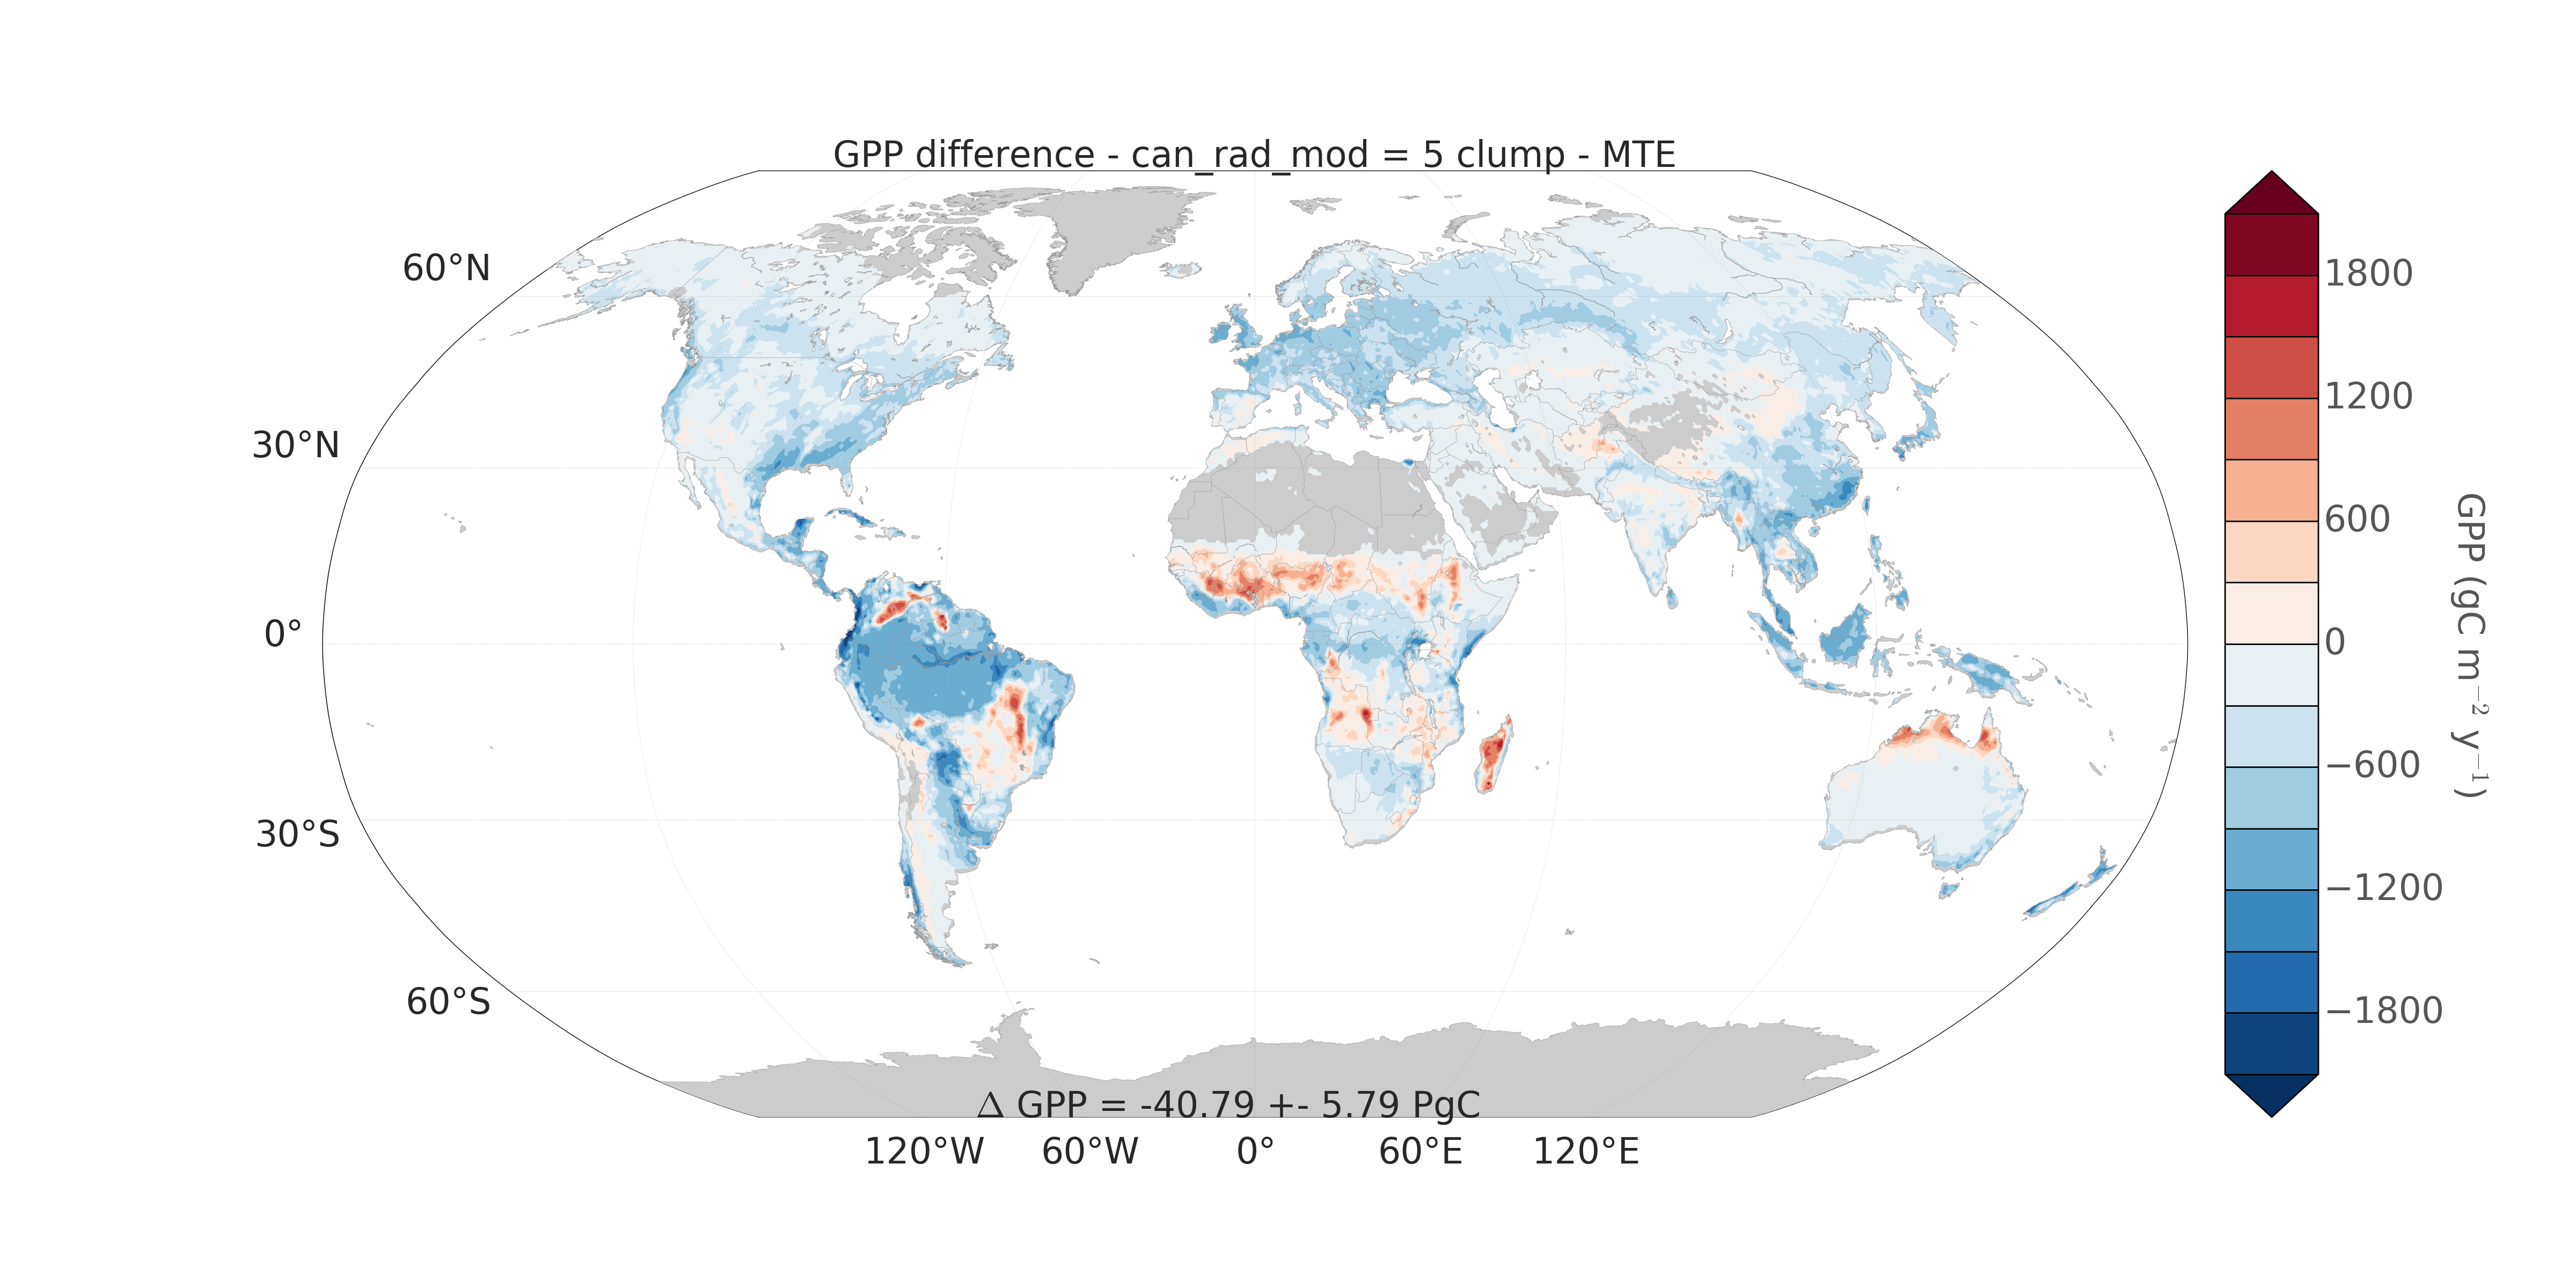 GPP difference - can_rad_mod = 5 clump - MTE
60°N
30°N
0°
30°S
60°S
Δ GPP = -40.79 +- 5.79 PgC
120°W 60°W 0° 60°E 120°E
1800
1200
600
0
−600
−1200
−1800
GPP (gC m⁻² y⁻¹)